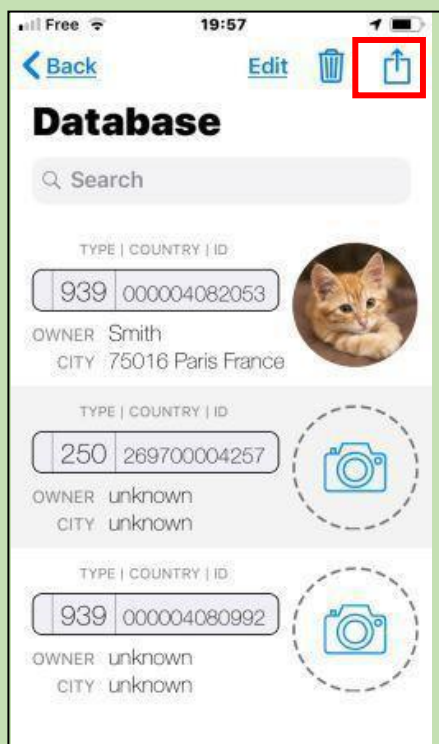 Free 19:57
Back Edit
Database
Search
TYPE | COUNTRY | ID
939 000004082053
OWNER Smith
CITY 75016 Paris France
TYPE | COUNTRY | ID
250 269700004257
OWNER unknown
CITY unknown
TYPE | COUNTRY | ID
939 000004080992
OWNER unknown
CITY unknown